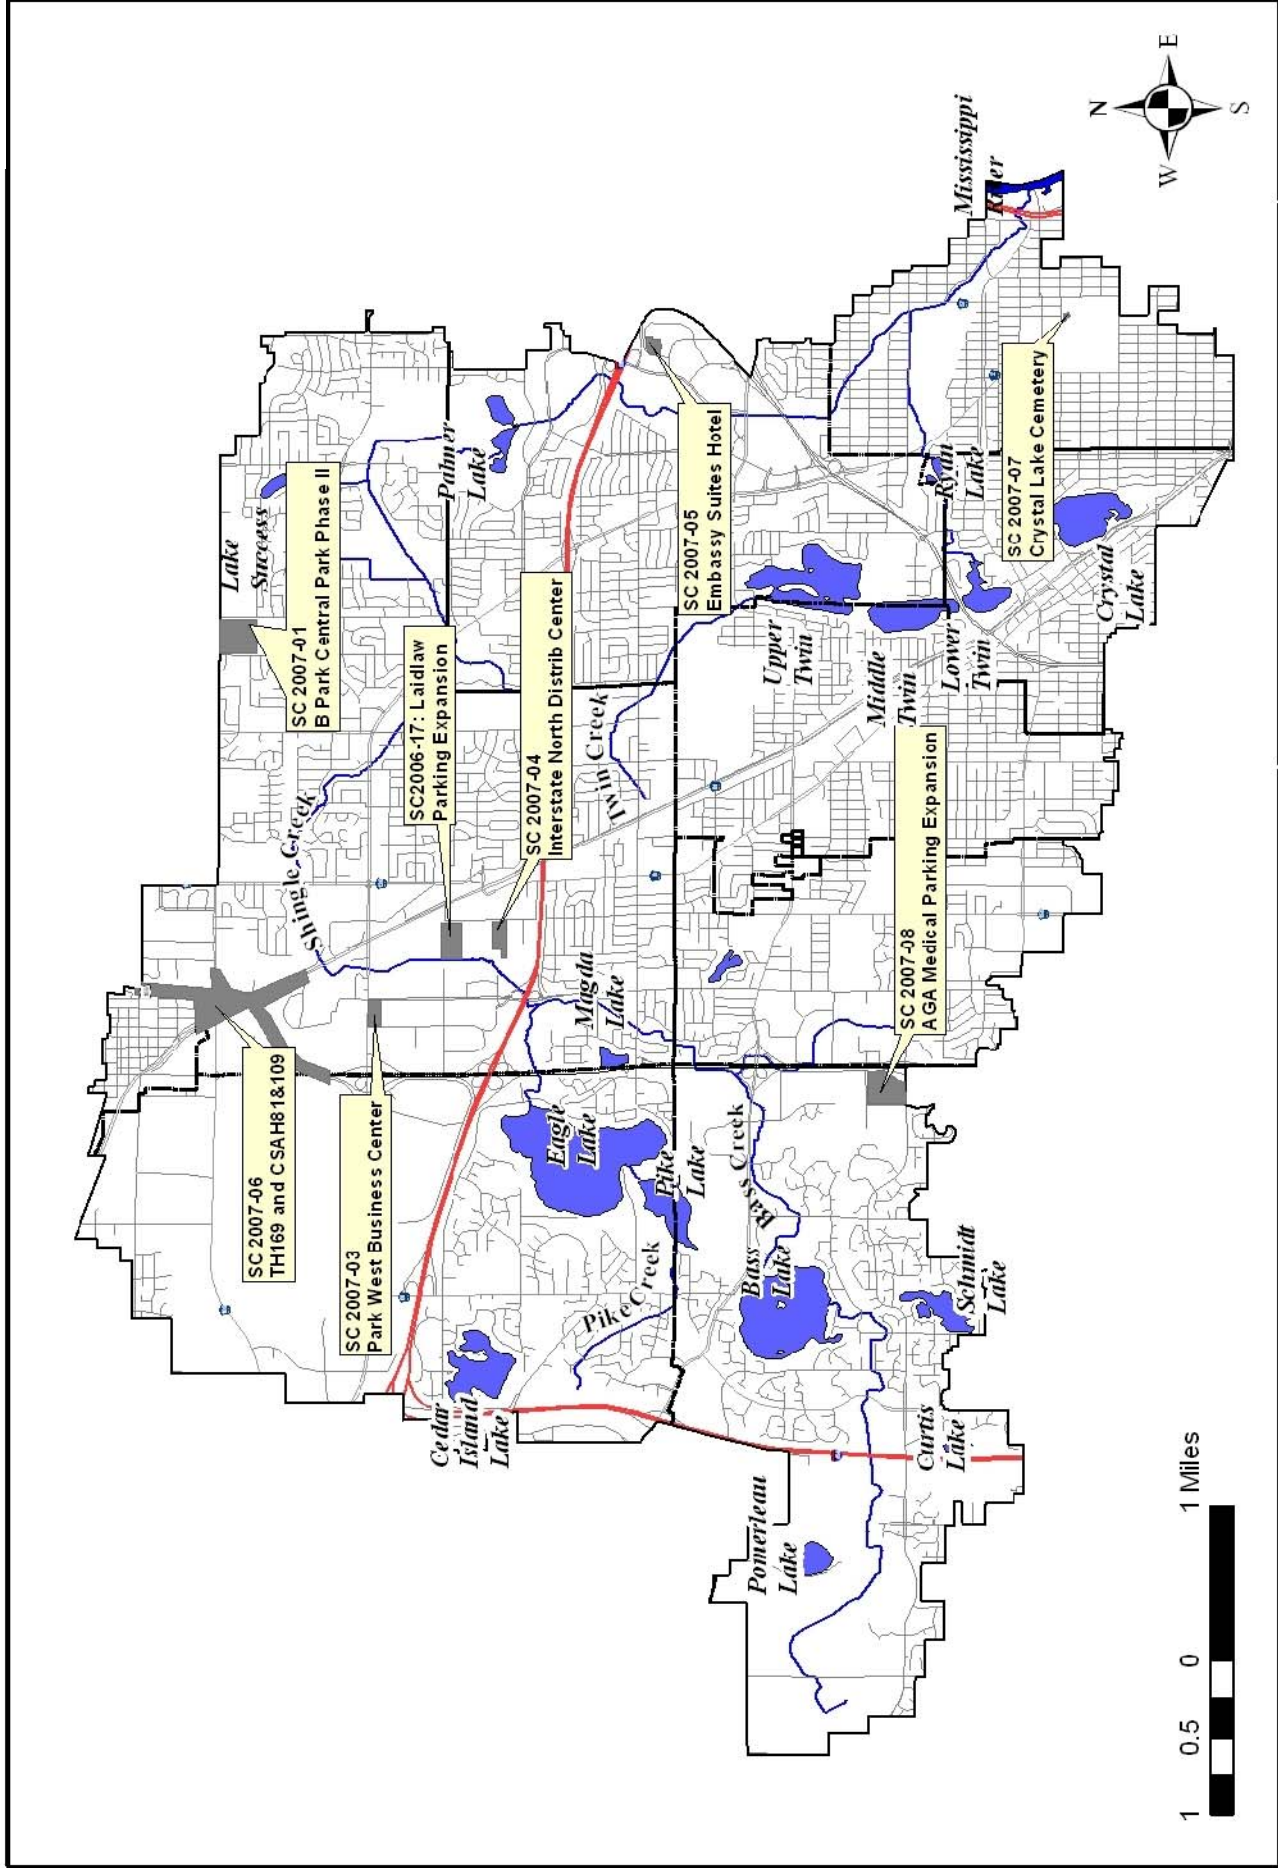 Lake
Success
SC 2007-01
B Park Central Park Phase II
Shingle Creek
SC2006-17: Laidlaw
Parking Expansion
Palmer
Lake
SC 2007-04
Interstate North Distrib Center
SC 2007-06
TH169 and CSAH81&109
SC 2007-03
Park West Business Center
Twin Creek
SC 2007-05
Embassy Suites Hotel
Magda
Lake
Eagle
Lake
Pike
Lake
Pike Creek
Cedar
Island
Lake
Bass Creek
Bass
Lake
Upper
Twin
Middle
Twin
Lower
Twin
Ryan
Lake
SC 2007-07
Crystal Lake Cemetery
Crystal
Lake
Mississippi
River
SC 2007-08
AGA Medical Parking Expansion
Schmidt
Lake
Curtis
Lake
Pomerleau
Lake
N
W
E
S
1 0.5 0 1 Miles